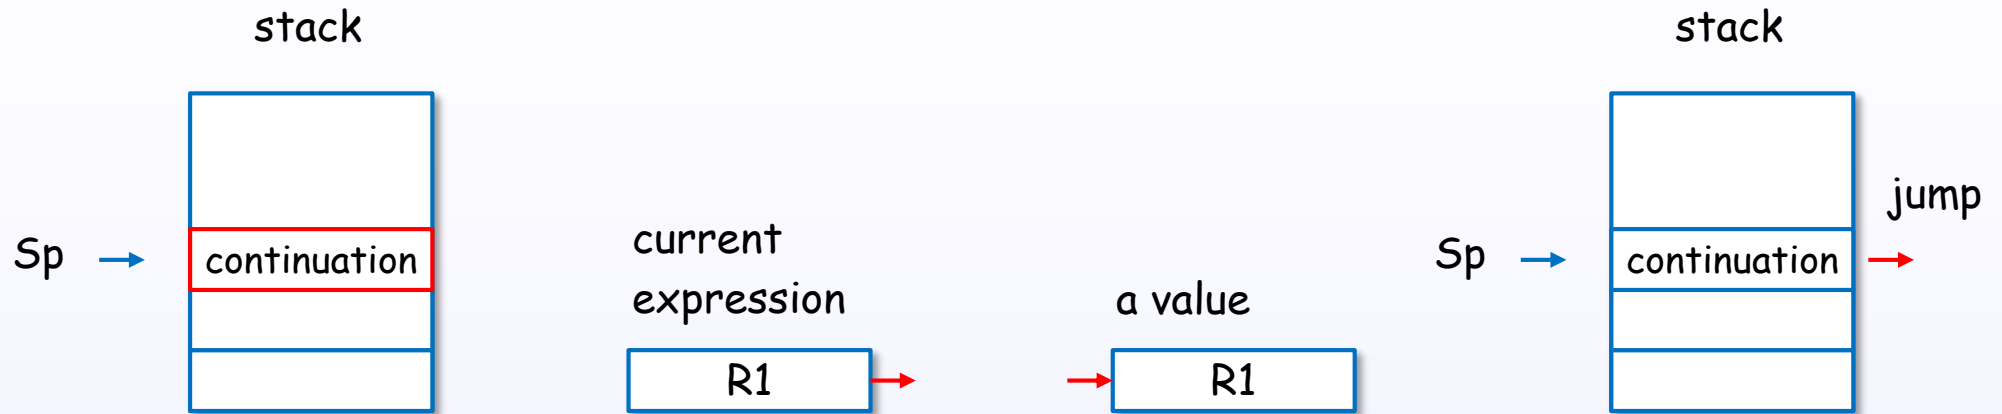 stack
stack
Sp
continuation
current
expression
R1
a value
R1
Sp
continuation
jump